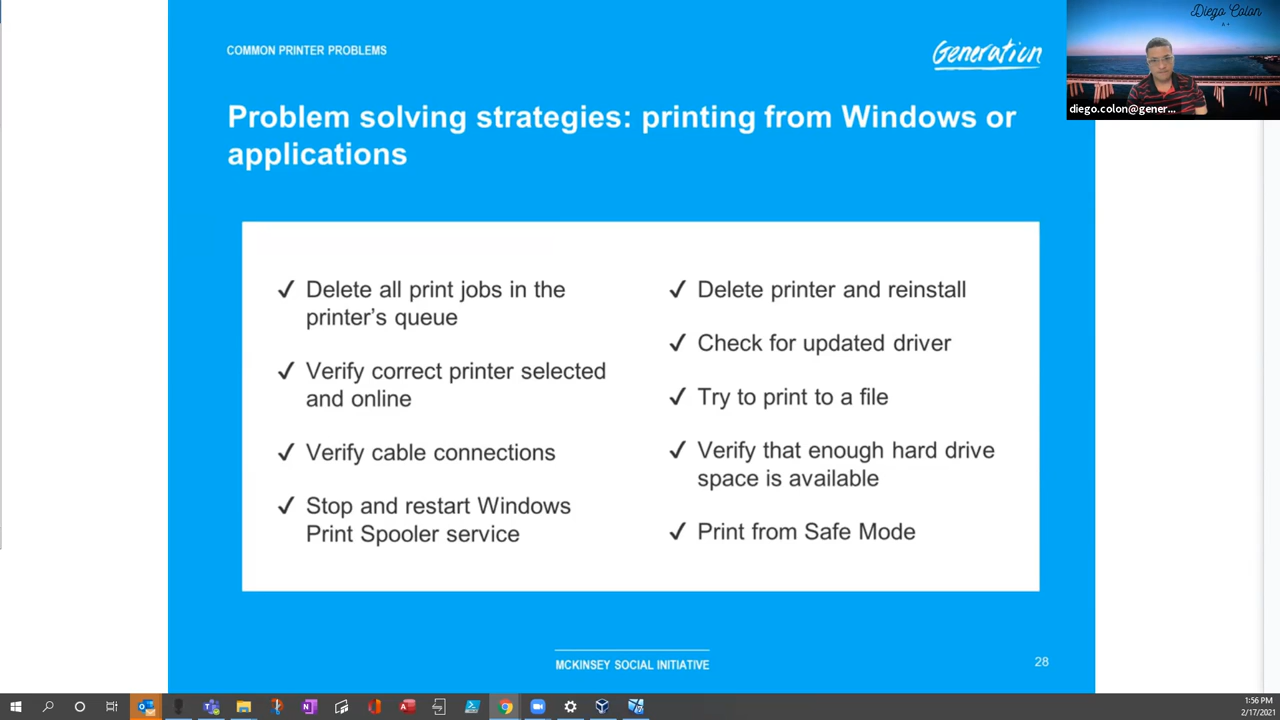 COMMON PRINTER PROBLEMS
Generation
Diego Colon
diego.colon@gener...
Problem solving strategies: printing from Windows or
applications
✓ Delete all print jobs in the
printer’s queue
✓ Verify correct printer selected
and online
✓ Verify cable connections
✓ Stop and restart Windows
Print Spooler service
✓ Delete printer and reinstall
✓ Check for updated driver
✓ Try to print to a file
✓ Verify that enough hard drive
space is available
✓ Print from Safe Mode
MCKINSEY SOCIAL INITIATIVE
28
1:56 PM
2/17/2021